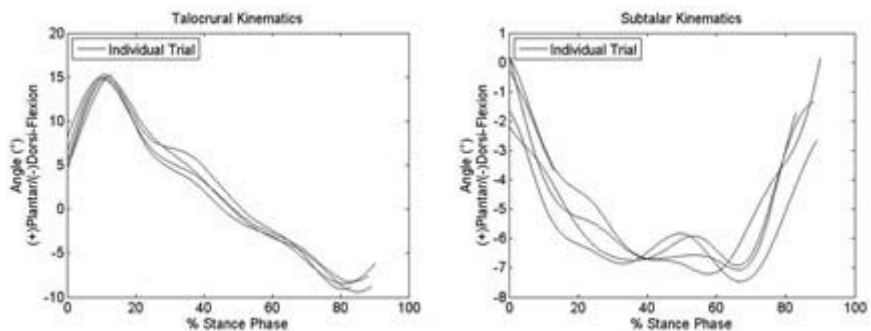 Talocrural Kinematics
20
15
10
5
0
-5
-10
Angle (°)
(+)Plantar/(-)Dorsi-Flexion
Individual Trial
0
20
40
60
80
100
% Stance Phase
Subtalar Kinematics
1
0
-1
-2
-3
-4
-5
-6
-7
-8
Angle (°)
(+)Plantar/(-)Dorsi-Flexion
Individual Trial
0
20
40
60
80
100
% Stance Phase